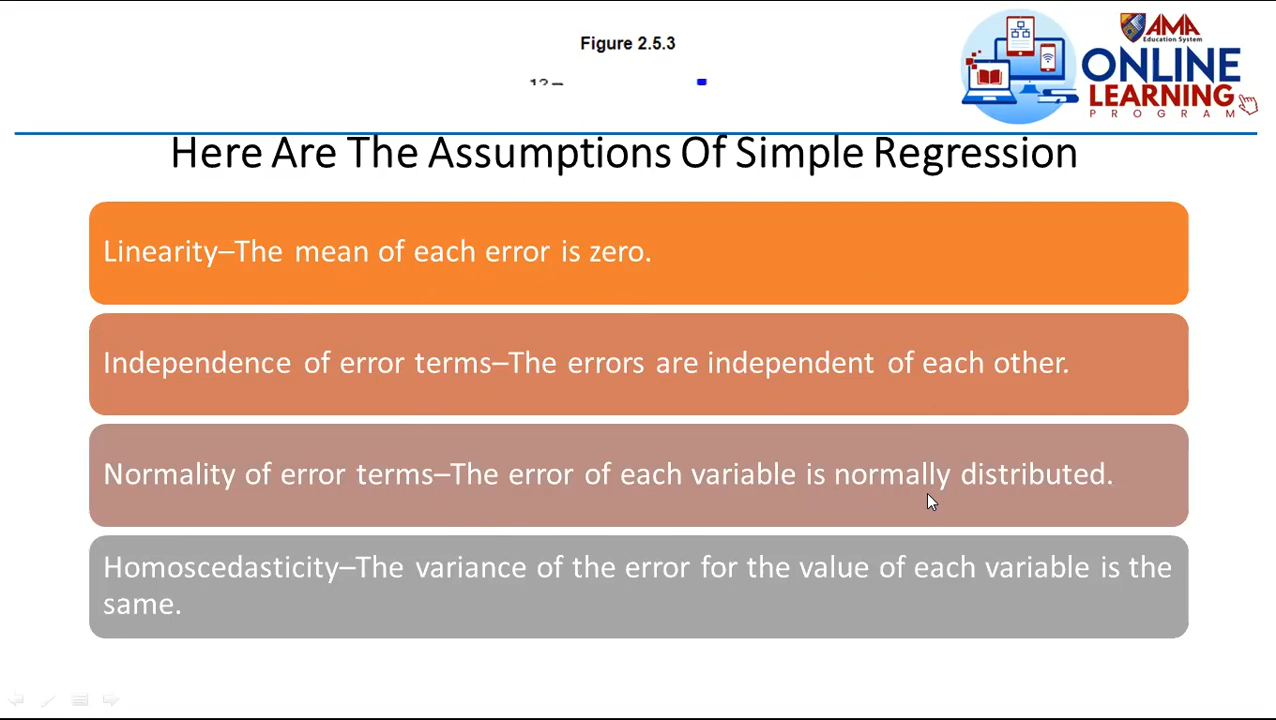 Figure 2.5.3
AMA
Education System
ONLINE
LEARNING
PROGRAM
Here Are The Assumptions Of Simple Regression
Linearity–The mean of each error is zero.
Independence of error terms–The errors are independent of each other.
Normality of error terms–The error of each variable is normally distributed.
Homoscedasticity–The variance of the error for the value of each variable is the
same.